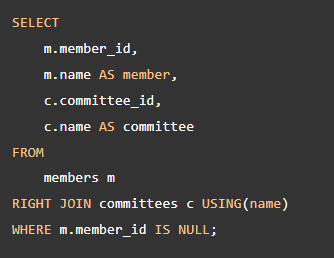 SELECT
    m.member_id,
    m.name AS member,
    c.committee_id,
    c.name AS committee
FROM
    members m
RIGHT JOIN committees c USING(name)
WHERE m.member_id IS NULL;